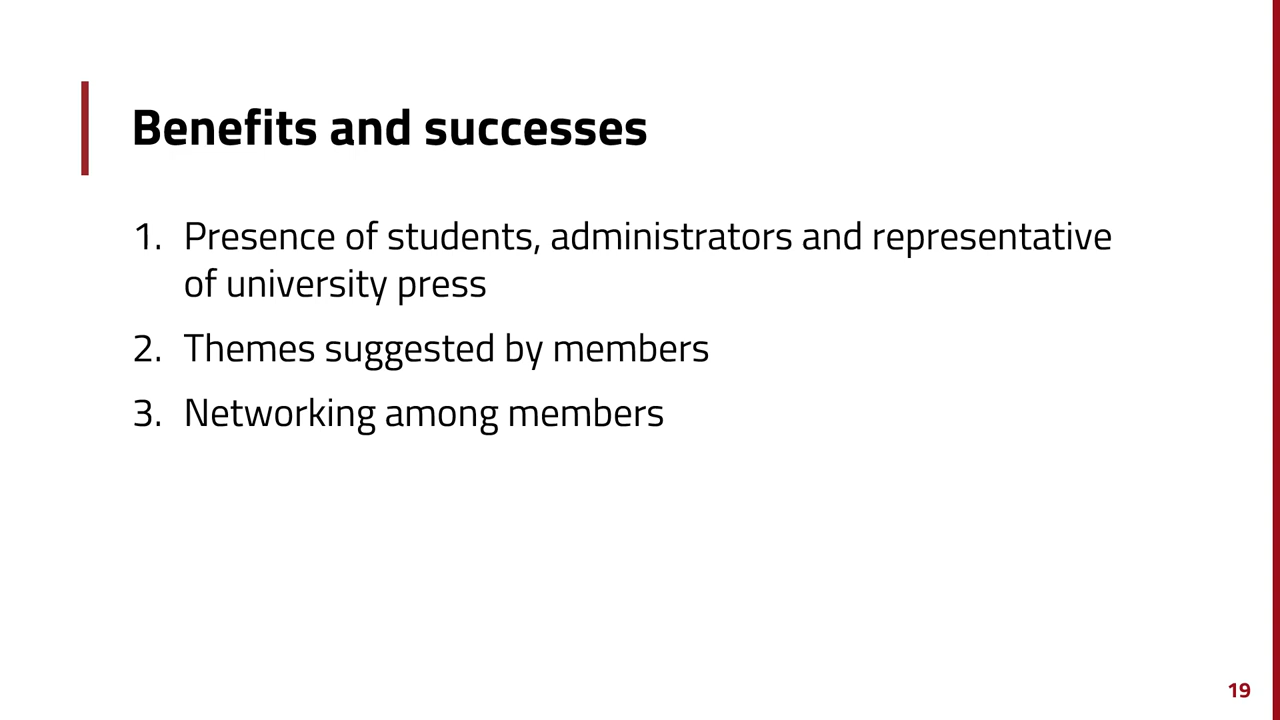 Benefits and successes
1. Presence of students, administrators and representative
of university press
2. Themes suggested by members
3. Networking among members
19